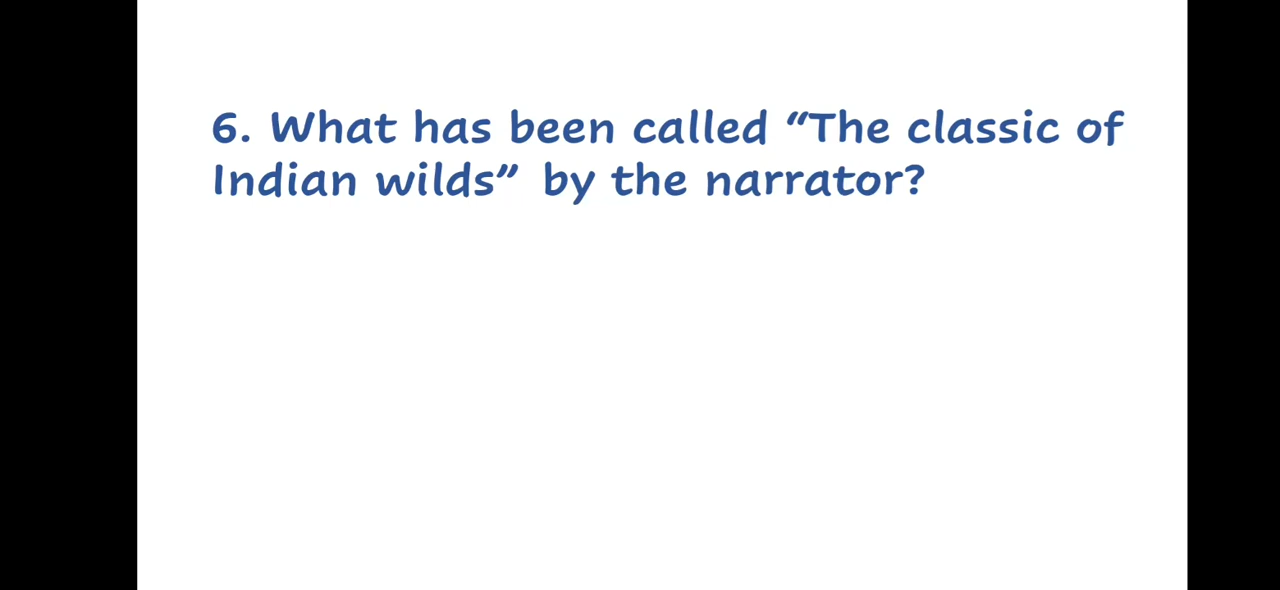 6. What has been called “The classic of
Indian wilds” by the narrator?